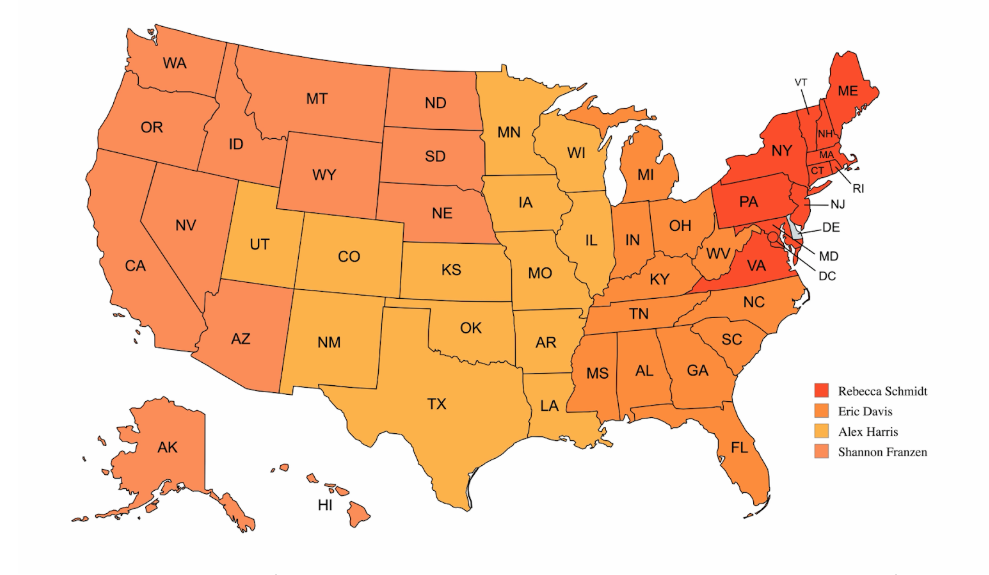 WA
MT
ND
MN
ME
VT
OR
ID
SD
WI
NH
NY
MA
WY
MI
CT
RI
NE
IA
PA
NJ
NV
UT
OH
DE
CO
IL
IN
WV
MD
CA
KS
MO
KY
VA
DC
NC
TN
OK
AZ
NM
AR
SC
MS
AL
GA
TX
LA
FL
AK
HI
Rebecca Schmidt
Eric Davis
Alex Harris
Shannon Franzen